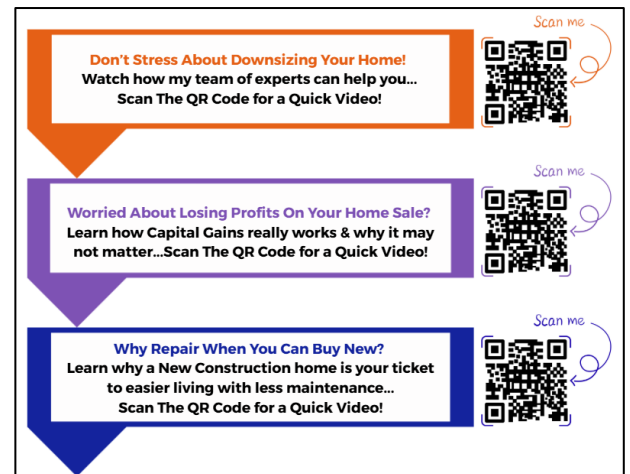 Scan me
Don’t Stress About Downsizing Your Home!
Watch how my team of experts can help you...
Scan The QR Code for a Quick Video!
Scan me
Worried About Losing Profits On Your Home Sale?
Learn how Capital Gains really works & why it may
not matter...Scan The QR Code for a Quick Video!
Scan me
Why Repair When You Can Buy New?
Learn why a New Construction home is your ticket
to easier living with less maintenance...
Scan The QR Code for a Quick Video!